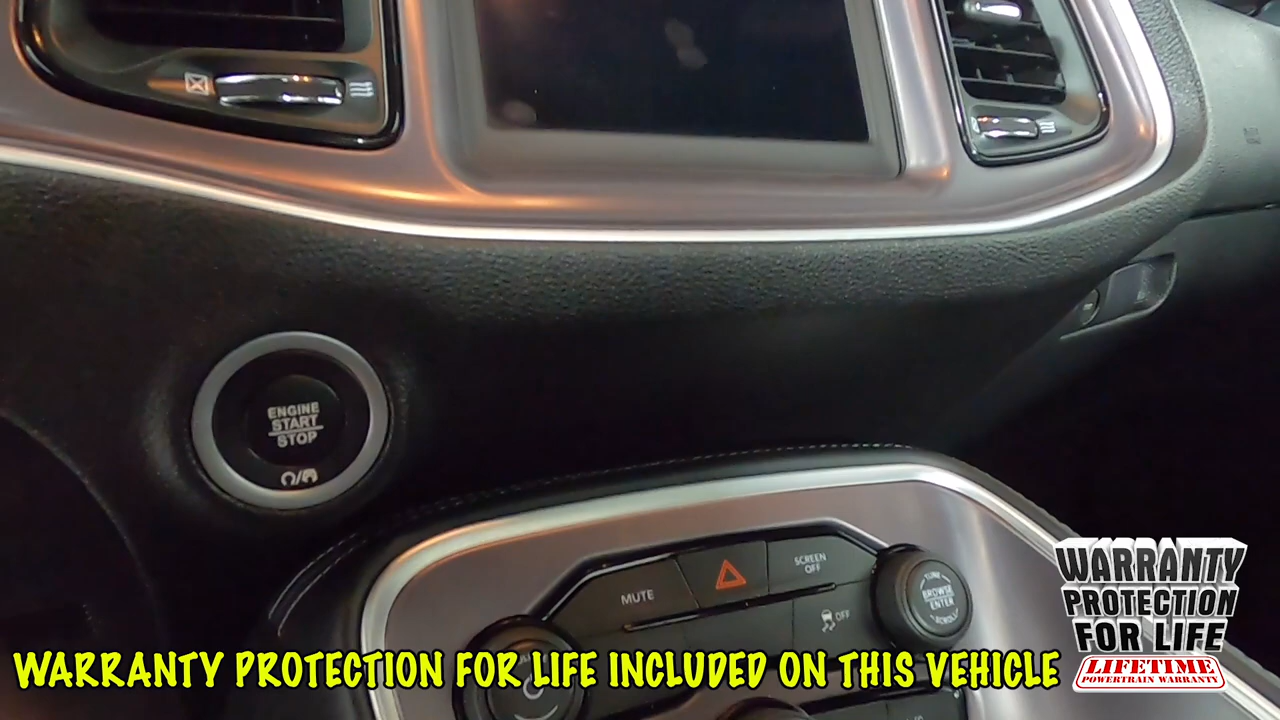 ENGINE
START
STOP
MUTE
SCREEN
OFF
OFF
TUNE
BROWSE
ENTER
SCROLL
WARRANTY PROTECTION FOR LIFE INCLUDED ON THIS VEHICLE
WARRANTY
PROTECTION
FOR LIFE
LIFETIME
POWERTRAIN WARRANTY